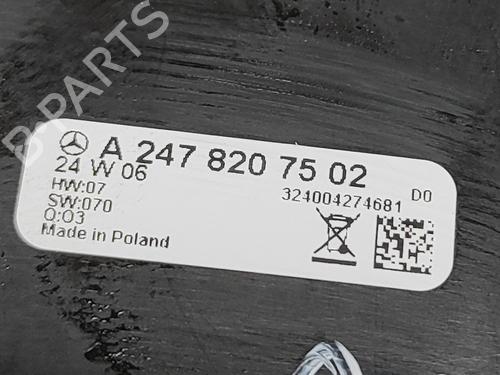 B-PARTS
A 247 820 75 02
24 W 06
HW:07
SW:070
Q:03
Made in Poland
324004274681
D0